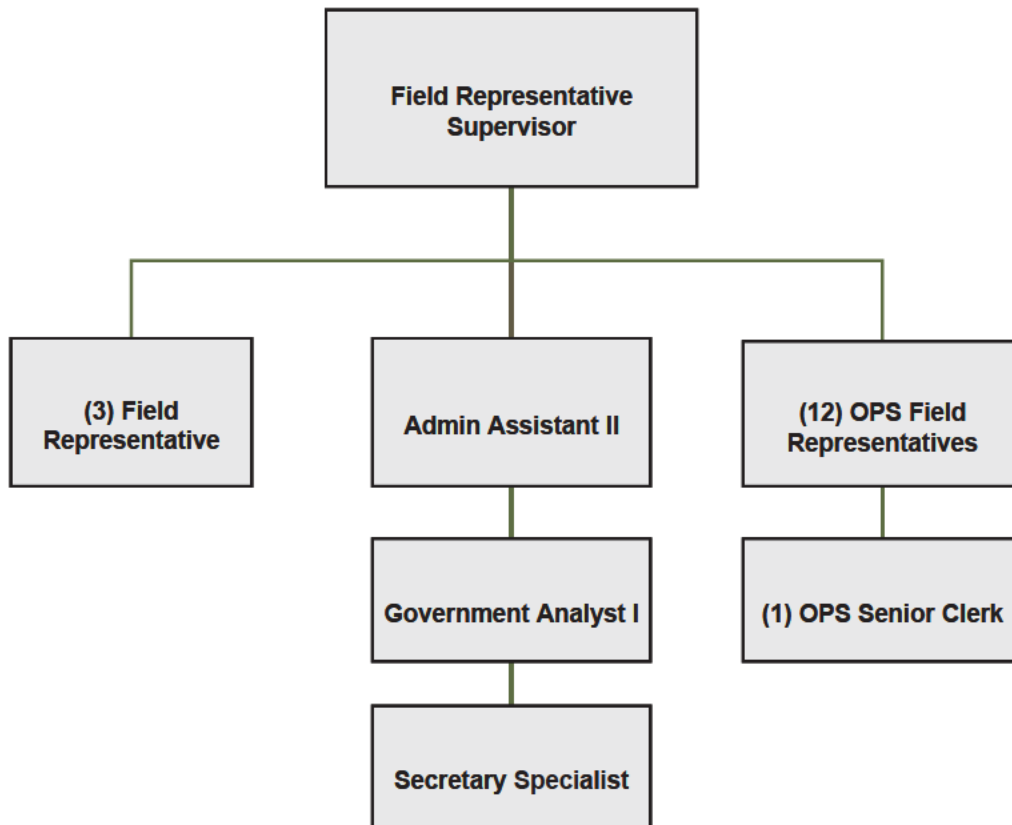 Field Representative
Supervisor
(3) Field
Representative
Admin Assistant II
(12) OPS Field
Representatives
Government Analyst I
(1) OPS Senior Clerk
Secretary Specialist